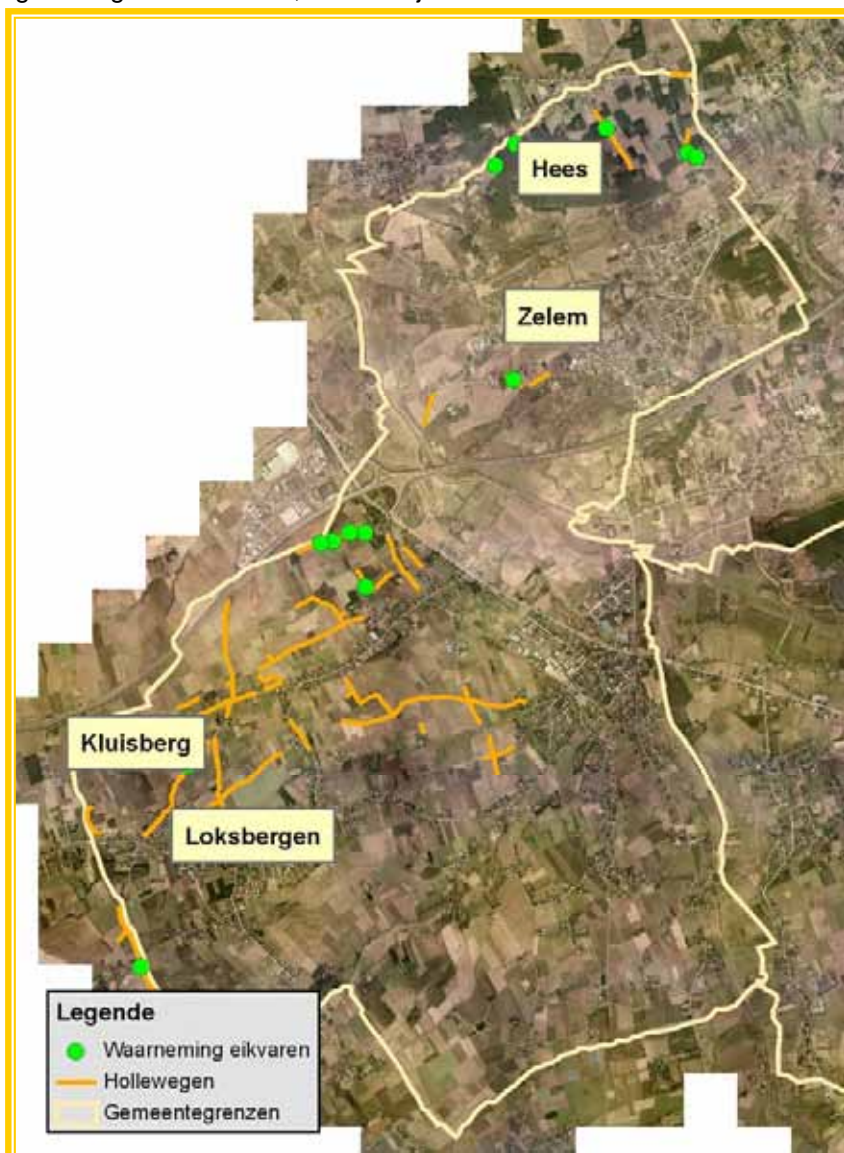 Hees
Zelem
Kluisberg
Loksbergen
Legende
Waarneming eikvaren
Hollewegen
Gemeentegrenzen